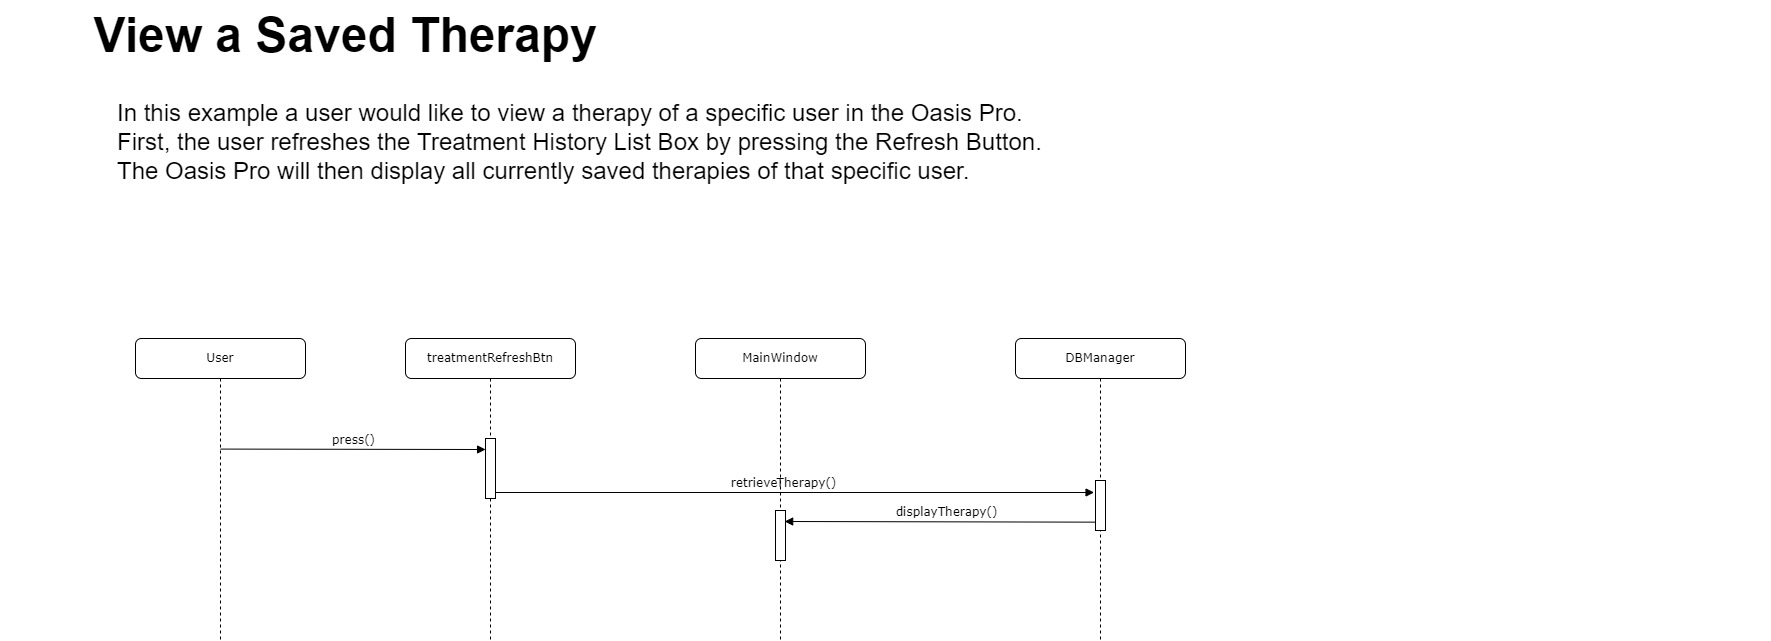 View a Saved Therapy
In this example a user would like to view a therapy of a specific user in the Oasis Pro.
First, the user refreshes the Treatment History List Box by pressing the Refresh Button.
The Oasis Pro will then display all currently saved therapies of that specific user.
User
treatmentRefreshBtn
MainWindow
DBManager
press()
retrieveTherapy()
displayTherapy()